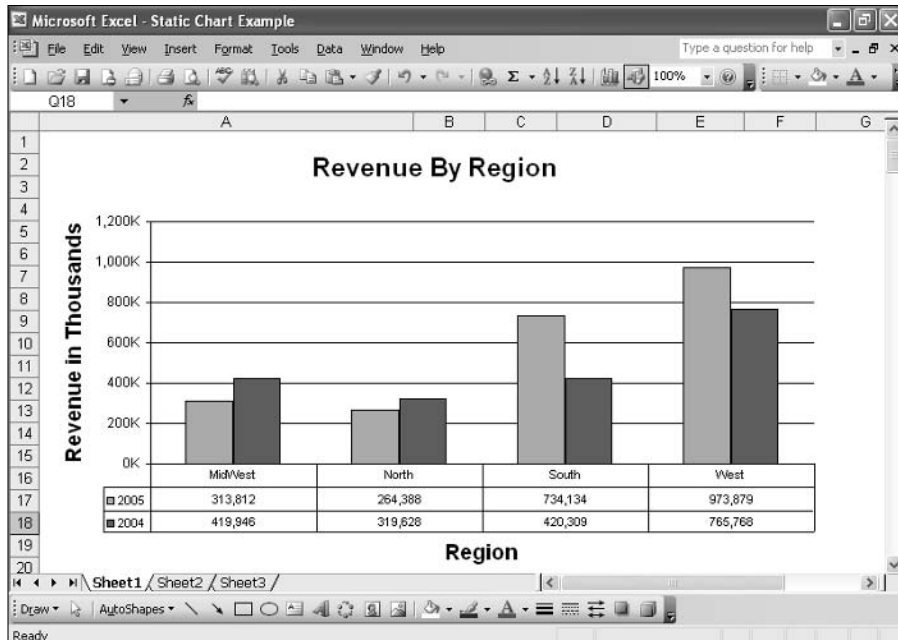 Microsoft Excel - Static Chart Example
File Edit View Insert Format Tools Data Window Help Type a question for help
Σ 100% A
Q18 fx
A B C D E F G
1
2 Revenue By Region
3
4
5 1,200K
6
7 1,000K
8 800K
9
10 600K
11
12 400K
13 200K
14
15 0K
Revenue in Thousands
16 MidWest North South West
17 2005 313,812 264,388 734,134 973,879
18 2004 419,946 319,628 420,309 765,768
19 Region
20
Sheet1 Sheet2 Sheet3
Draw AutoShapes A A
Ready